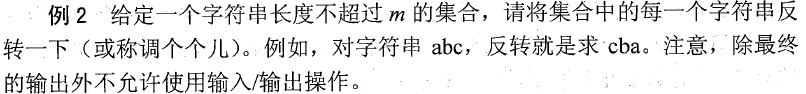 例 2 给定一个字符串长度不超过 m 的集合，请将集合中的每一个字符串反
转一下（或称调个个儿）。例如，对字符串 abc，反转就是求 cba。注意，除最终
的输出外不允许使用输入/输出操作。